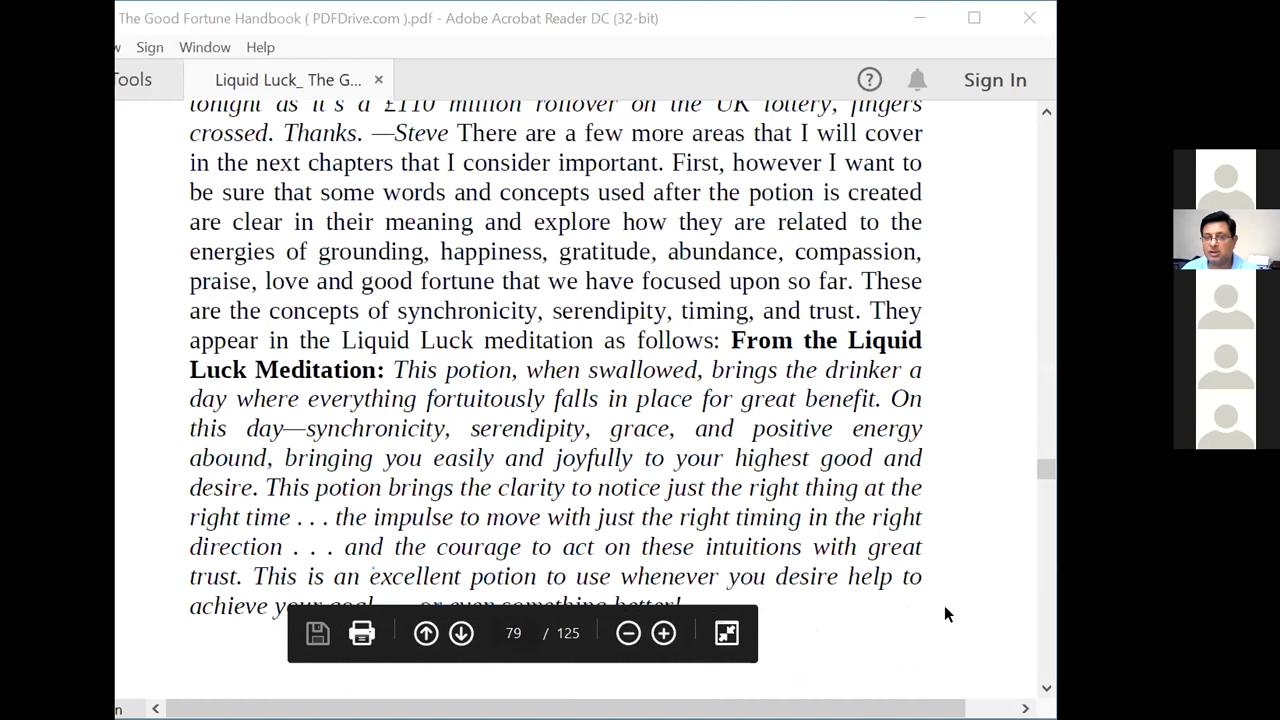 The Good Fortune Handbook ( PDFDrive.com ).pdf - Adobe Acrobat Reader DC (32-bit)
w Sign Window Help
Tools Liquid Luck_ The G... × ? Sign In
tonight as it's a £110 million rollover on the UK lottery, fingers
crossed. Thanks. —Steve There are a few more areas that I will cover
in the next chapters that I consider important. First, however I want to
be sure that some words and concepts used after the potion is created
are clear in their meaning and explore how they are related to the
energies of grounding, happiness, gratitude, abundance, compassion,
praise, love and good fortune that we have focused upon so far. These
are the concepts of synchronicity, serendipity, timing, and trust. They
appear in the Liquid Luck meditation as follows: From the Liquid
Luck Meditation: This potion, when swallowed, brings the drinker a
day where everything fortuitously falls in place for great benefit. On
this day—synchronicity, serendipity, grace, and positive energy
abound, bringing you easily and joyfully to your highest good and
desire. This potion brings the clarity to notice just the right thing at the
right time . . . the impulse to move with just the right timing in the right
direction . . . and the courage to act on these intuitions with great
trust. This is an excellent potion to use whenever you desire help to
achieve your goal . . . or even something better!
79 / 125
n